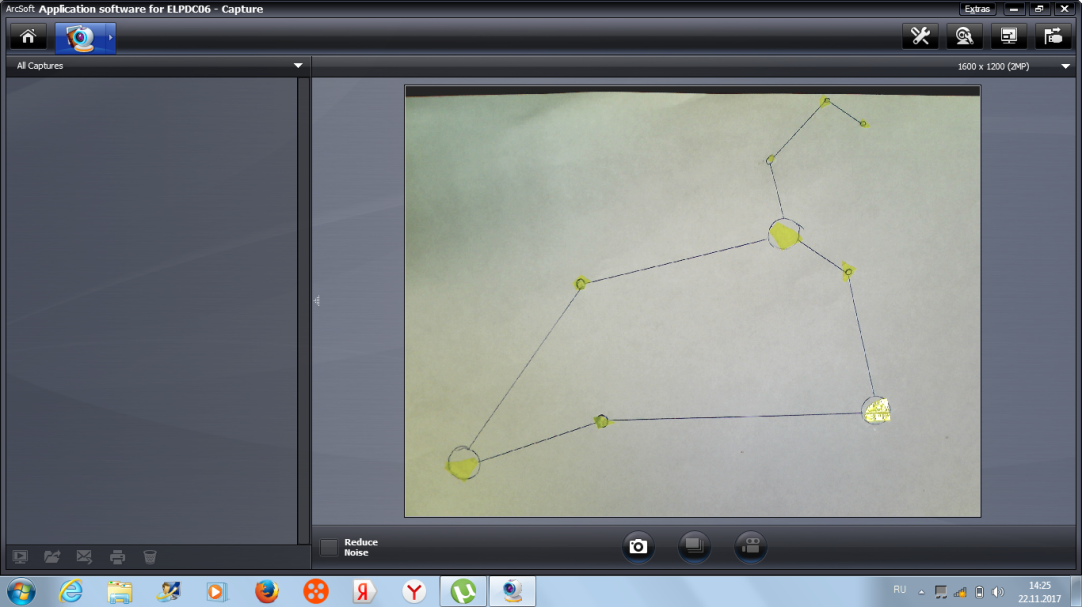 ArcSoft Application software for ELPDC06 - Capture
Extras
All Captures
1600 x 1200 (2MP)
Reduce
Noise
RU
14:25
22.11.2017